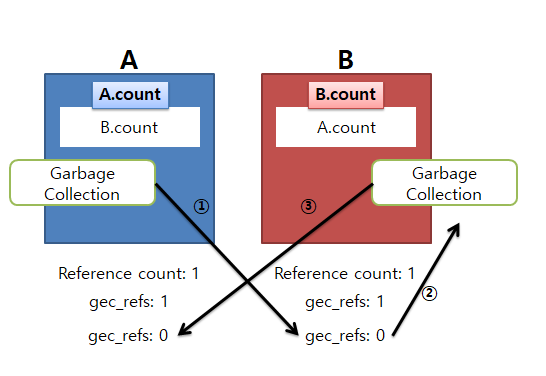 A
B
A.count
B.count
B.count
A.count
Garbage
Collection
Garbage
Collection
①
③
Reference count: 1
Reference count: 1
gec_refs: 1
gec_refs: 1
②
gec_refs: 0
gec_refs: 0